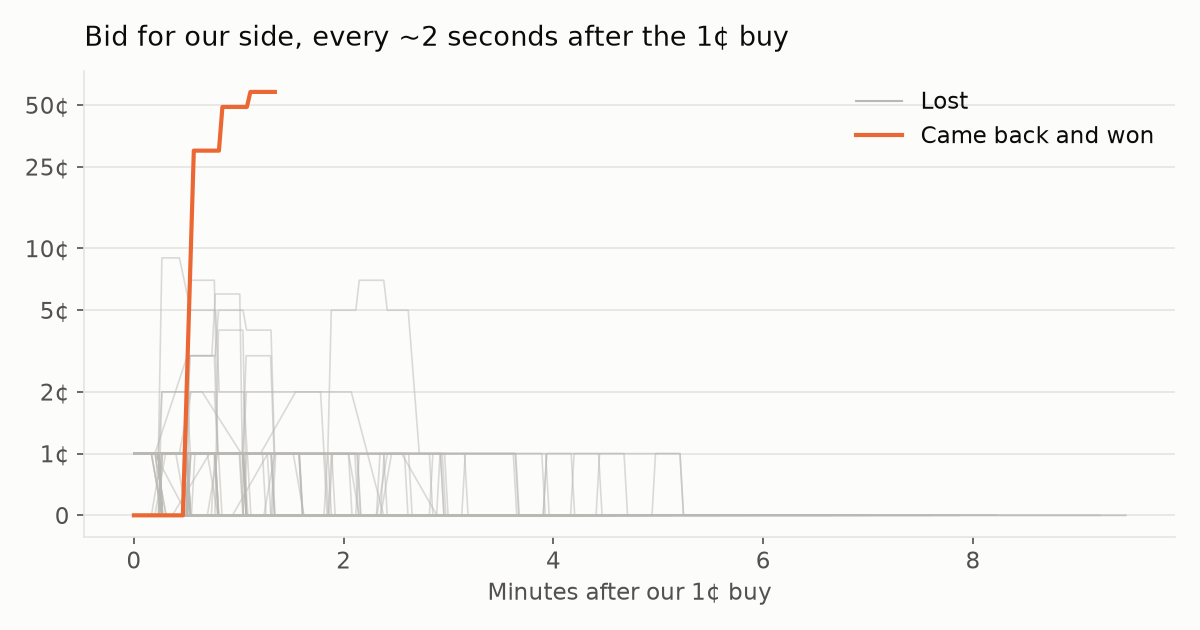 Bid for our side, every ~2 seconds after the 1¢ buy
50¢
25¢
10¢
5¢
2¢
1¢
0
Lost
Came back and won
0 2 4 6 8
Minutes after our 1¢ buy